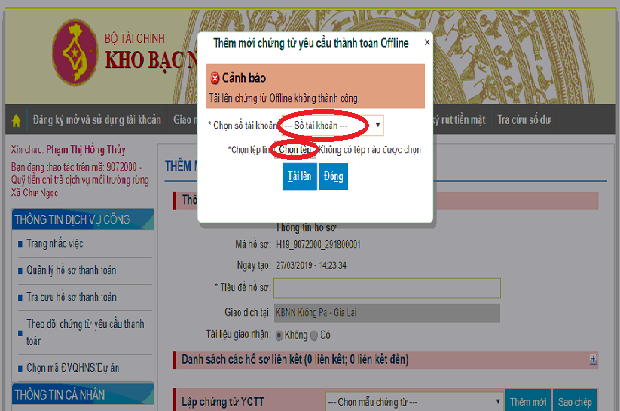 BỘ TÀI CHÍNH
KHO BẠC N
Thêm mới chứng từ yêu cầu thanh toán Offline ×
Cảnh báo
Tải lên chứng từ Offline không thành công.
* Chọn số tài khoản: --- Số tài khoản ---
*Chọn tệp tin: Chọn tệp Không có tệp nào được chọn
Tải lên Đóng
Đăng ký mới và sử dụng tài khoản Giao rút tiền mặt Tra cứu số dư
Xin chào: Phạm Thị Hồng Thủy
Bạn đang thao tác trên mã: 9072000 -
Quỹ tiền chi trả dịch vụ môi trường rừng
Xã Chư Ngọc
THÔNG TIN DỊCH VỤ CÔNG
Trang nhắc việc
Quản lý hồ sơ thanh toán
Tra cứu hồ sơ thanh toán
Theo dõi chứng từ yêu cầu thanh
toán
Chọn mã ĐVQHNS/Dự án
THÔNG TIN CÁ NHÂN
THÊM M
Thô
Thông tin hồ sơ
Mã hồ sơ: H19_9072000_291800001
Ngày tạo: 27/03/2019 - 14:23:34
* Tiêu đề hồ sơ:
Giao dịch tại: KBNN Krông Pa - Gia Lai
Tài liệu giao nhận: Không Có
Danh sách các hồ sơ liên kết (0 liên kết; 0 liên kết đến)
Lập chứng từ YCTT --- Chọn mẫu chứng từ --- Thêm mới Sao chép